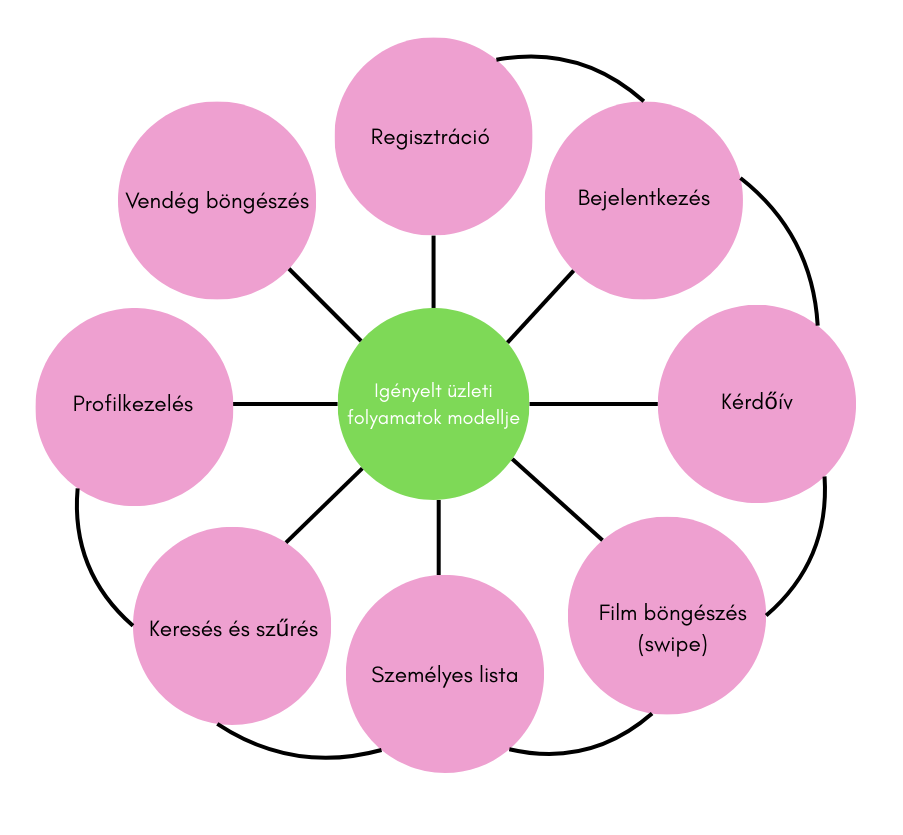 Regisztráció
Bejelentkezés
Vendég böngészés
Igényelt üzleti
folyamatok modellje
Profilkezelés
Kérdőív
Film böngészés
(swipe)
Keresés és szűrés
Személyes lista